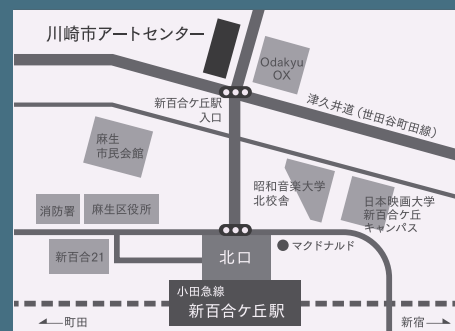 川崎市アートセンター
Odakyu
OX
新百合ケ丘駅
入口
津久井道（世田谷町田線）
麻生
市民会館
昭和音楽大学
北校舎
日本映画大学
新百合ケ丘
キャンパス
消防署
麻生区役所
新百合21
北口
マクドナルド
小田急線
新百合ケ丘駅
町田
新宿